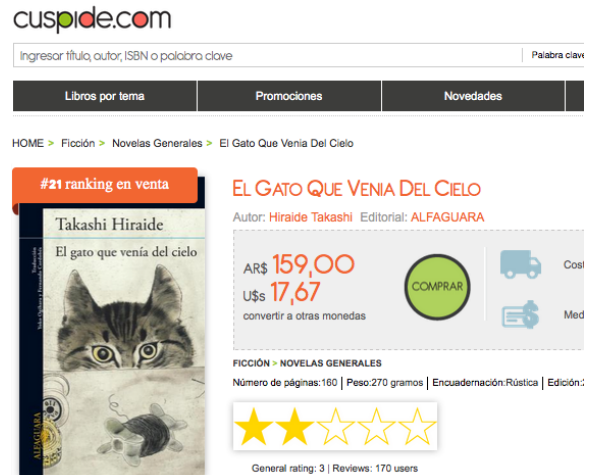 cuspide.com
Ingresar título, autor, ISBN o palabra clave
Palabra clave
Libros por tema
Promociones
Novedades
HOME > Ficción > Novelas Generales > El Gato Que Venia Del Cielo
#21 ranking en venta
Takashi Hiraide
El gato que venía del cielo
ALFAGUARA
EL GATO QUE VENIA DEL CIELO
Autor: Hiraide Takashi Editorial: ALFAGUARA
AR$ 159,00
U$s 17,67
convertir a otras monedas
COMPRAR
FICCIÓN > NOVELAS GENERALES
Número de páginas:160 | Peso:270 gramos | Encuadernación:Rústica | Edición:
General rating: 3 | Reviews: 170 users